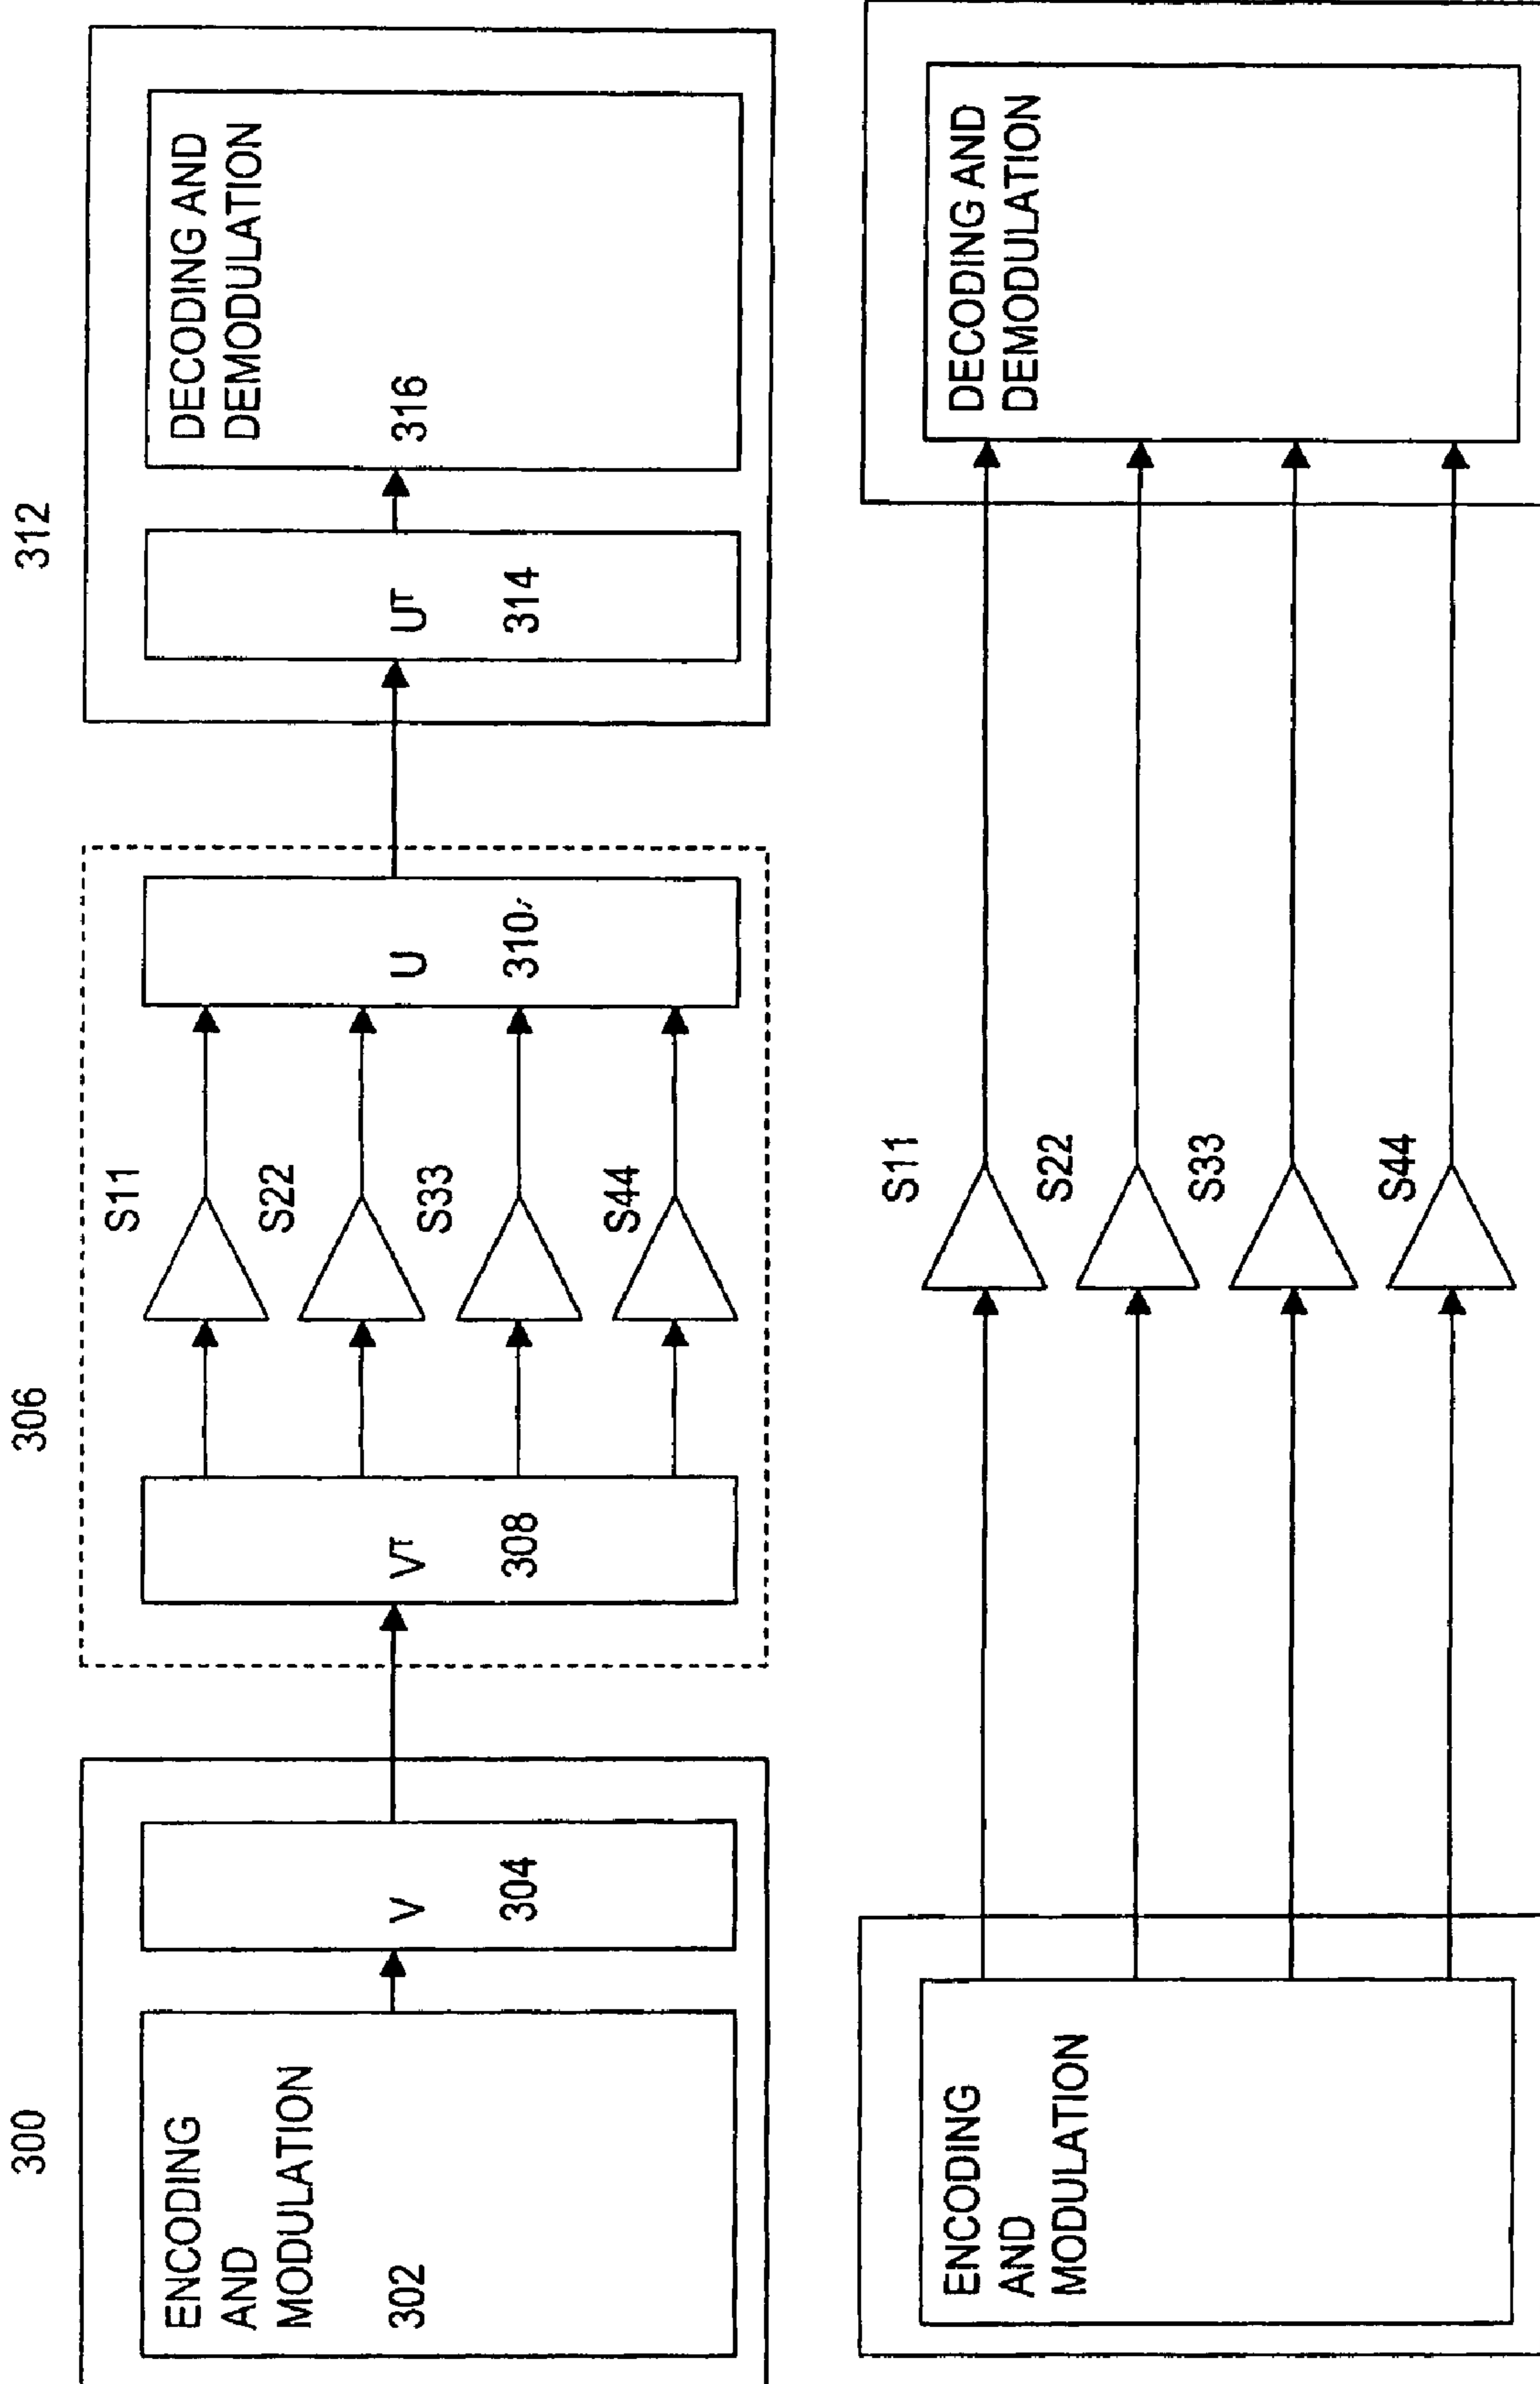 300
306
312
ENCODING
AND
MODULATION
302
V
304
Vᵀ
308
S11
S22
S33
S44
U
310
Uᵀ
314
DECODING AND
DEMODULATION
316
ENCODING
AND
MODULATION
S11
S22
S33
S44
DECODING AND
DEMODULATION